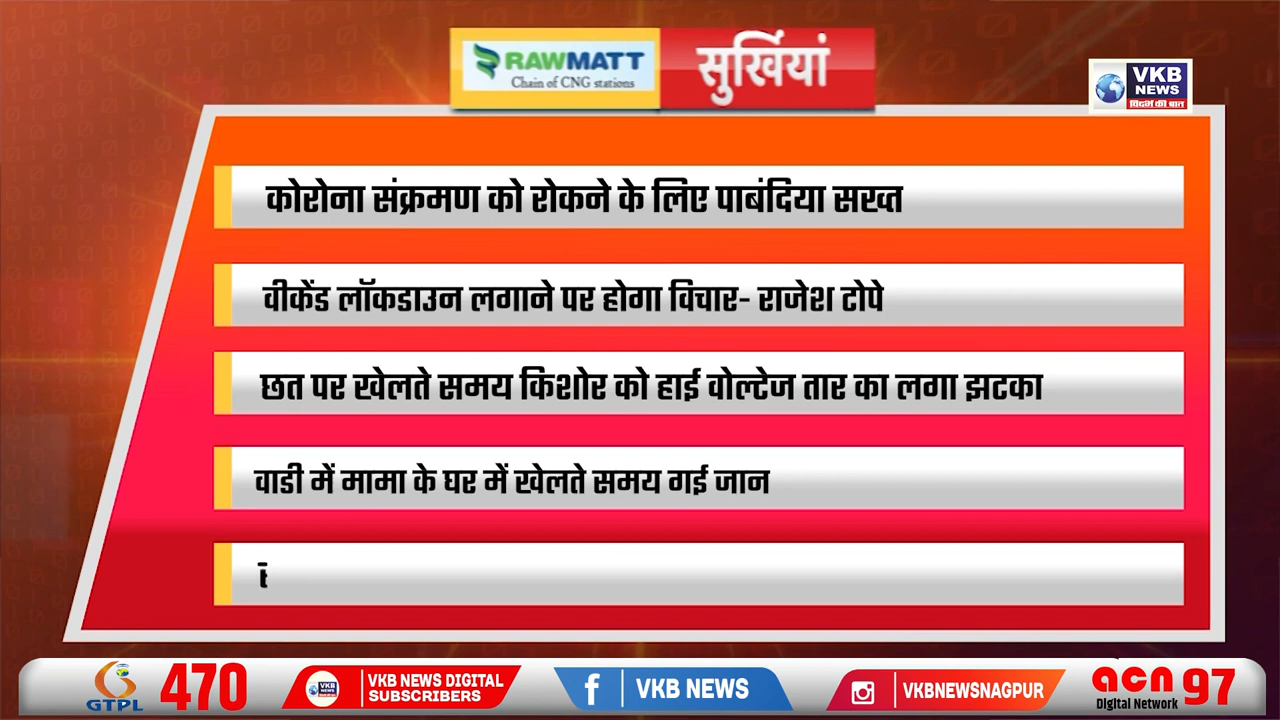 RAWMATT
Chain of CNG stations
सुर्खियां
VKB
NEWS
विदर्भ की बात
कोरोना संक्रमण को रोकने के लिए पाबंदिया सख्त
वीकेंड लॉकडाउन लगाने पर होगा विचार- राजेश टोपे
छत पर खेलते समय किशोर को हाई वोल्टेज तार का लगा झटका
वाडी में मामा के घर में खेलते समय गई जान
GTPL
470
VKB NEWS
VKB NEWS DIGITAL
SUBSCRIBERS
f
VKB NEWS
VKBNEWSNAGPUR
acn 97
Digital Network